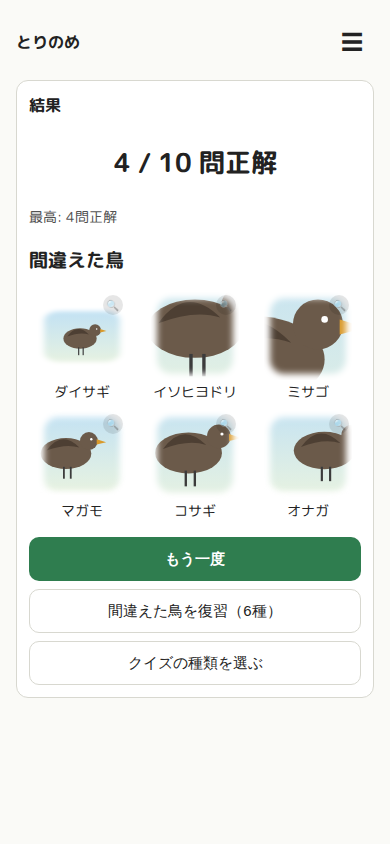 とりのめ
結果
4 / 10 問正解
最高: 4問正解
間違えた鳥
ダイサギ
イソヒヨドリ
ミサゴ
マガモ
コサギ
オナガ
もう一度
間違えた鳥を復習（6種）
クイズの種類を選ぶ